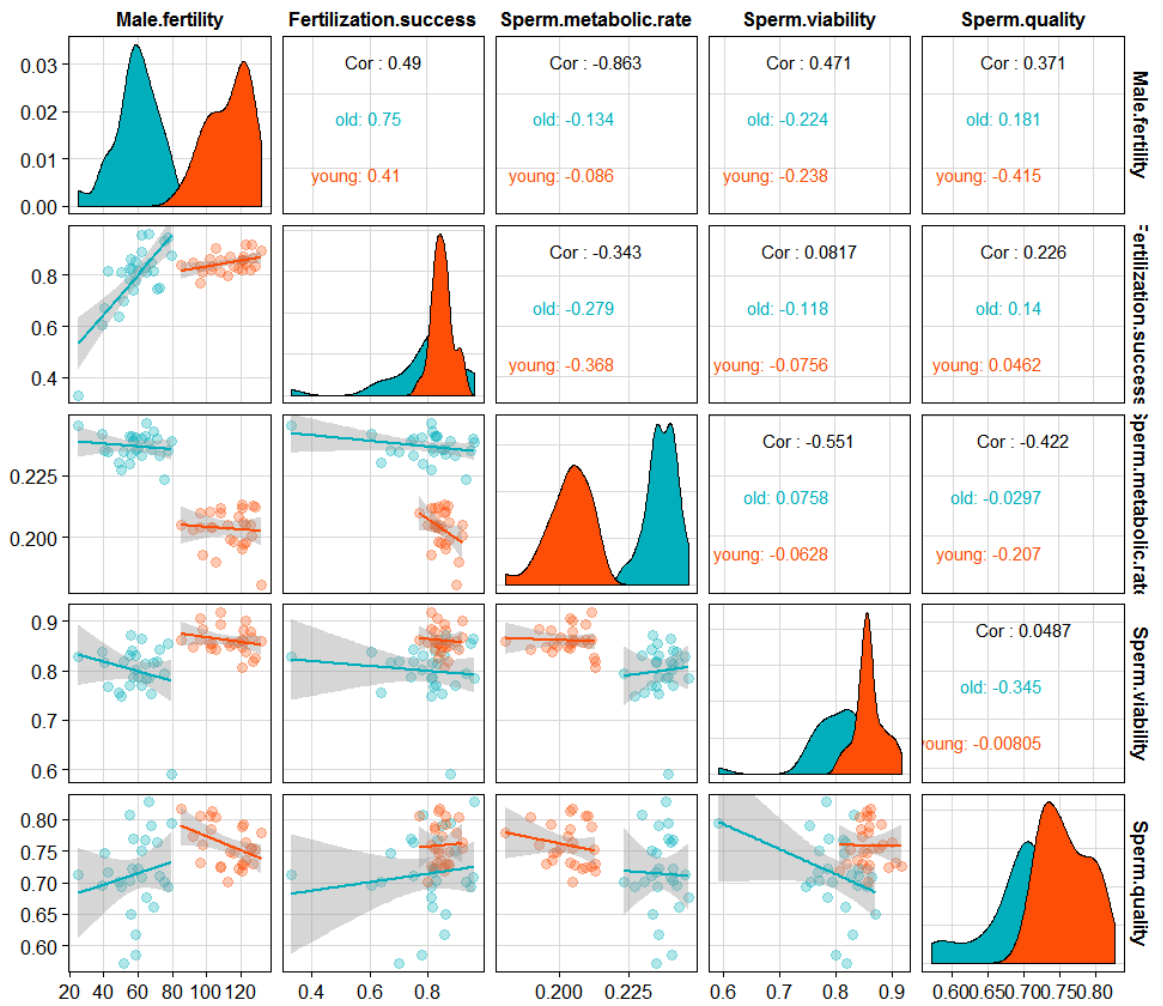 Male.fertility Fertilization.success Sperm.metabolic.rate Sperm.viability Sperm.quality
0.03
0.02
0.01
0.00
Cor : 0.49
old: 0.75
young: 0.41
Cor : -0.863
old: -0.134
young: -0.086
Cor : 0.471
old: -0.224
young: -0.238
Cor : 0.371
old: 0.181
young: -0.415
Male.fertility
0.8
0.6
0.4
Cor : -0.343
old: -0.279
young: -0.368
Cor : 0.0817
old: -0.118
young: -0.0756
Cor : 0.226
old: 0.14
young: 0.0462
Fertilization.success
0.225
0.200
Cor : -0.551
old: 0.0758
young: -0.0628
Cor : -0.422
old: -0.0297
young: -0.207
Sperm.metabolic.rate
0.9
0.8
0.7
0.6
Cor : 0.0487
old: -0.345
young: -0.00805
Sperm.viability
0.80
0.75
0.70
0.65
0.60
Sperm.quality
20 40 60 80 100 120
0.4 0.6 0.8
0.200 0.225
0.6 0.7 0.8 0.9
0.600 0.650 0.700 0.750 0.80